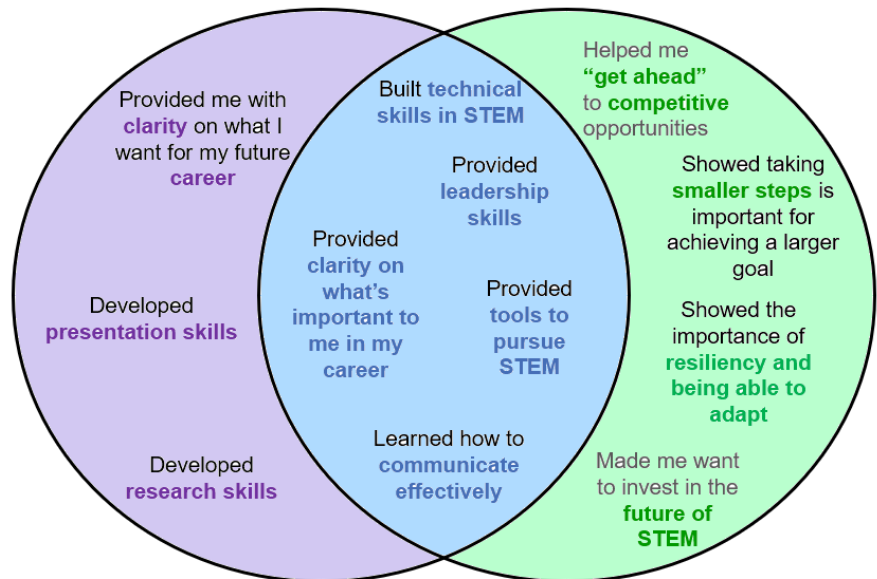 Provided me with
clarity on what I
want for my future
career
Developed
presentation skills
Developed
research skills
Built technical
skills in STEM
Provided
leadership
skills
Provided
clarity on
what's
important to
me in my
career
Provided
tools to
pursue
STEM
Learned how to
communicate
effectively
Helped me
“get ahead”
to competitive
opportunities
Showed taking
smaller steps is
important for
achieving a larger
goal
Showed the
importance of
resiliency and
being able to
adapt
Made me want
to invest in the
future of
STEM